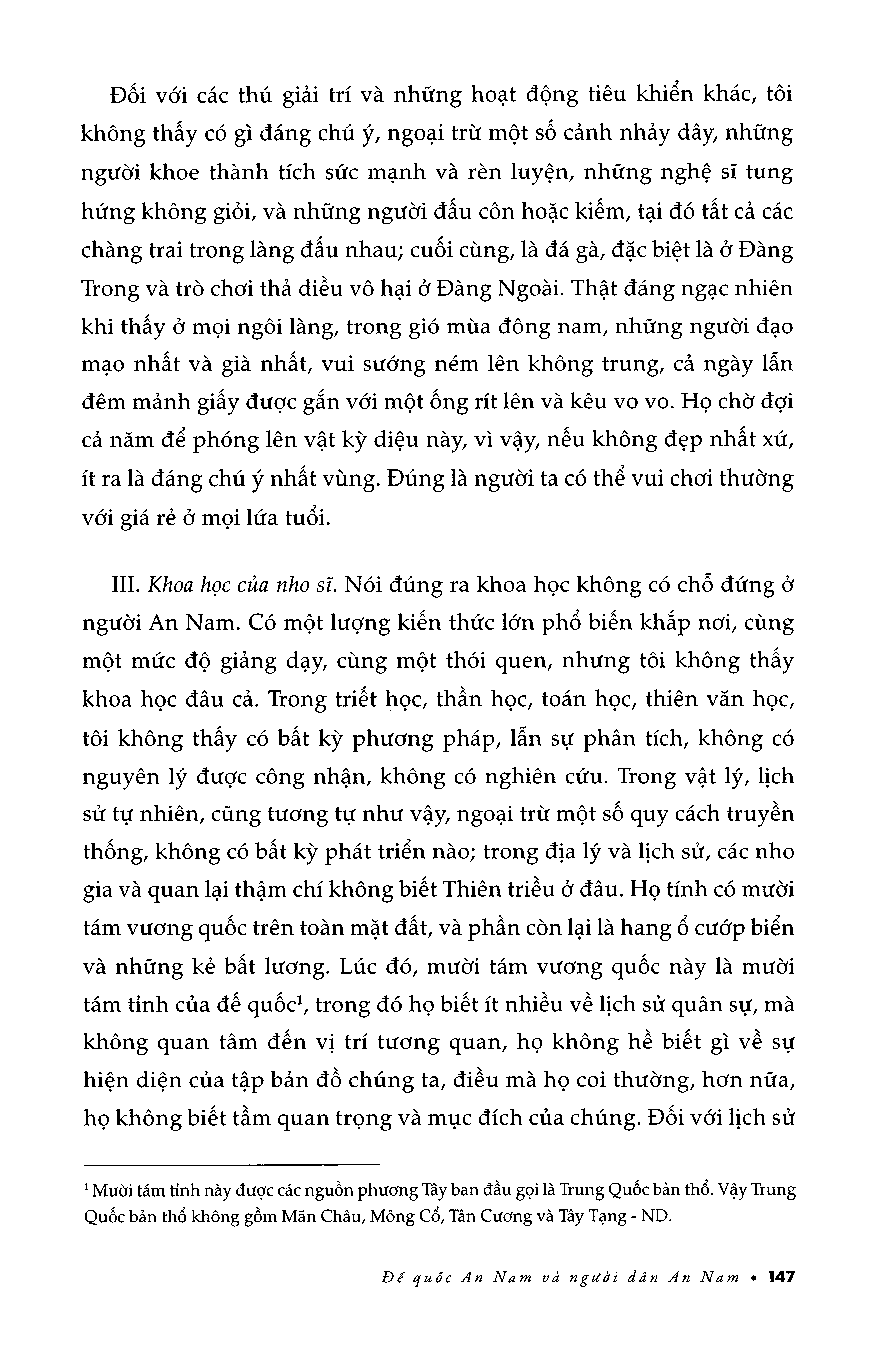 Đối với các thú giải trí và những hoạt động tiêu khiển khác, tôi
không thấy có gì đáng chú ý, ngoại trừ một số cảnh nhảy dây, những
người khoe thành tích sức mạnh và rèn luyện, những nghệ sĩ tung
hứng không giỏi, và những người đấu côn hoặc kiếm, tại đó tất cả các
chàng trai trong làng đấu nhau; cuối cùng, là đá gà, đặc biệt là ở Đàng
Trong và trò chơi thả diều vô hại ở Đàng Ngoài. Thật đáng ngạc nhiên
khi thấy ở mọi ngôi làng, trong gió mùa đông nam, những người đạo
mạo nhất và già nhất, vui sướng ném lên không trung, cả ngày lẫn
đêm mảnh giấy được gắn với một ống rít lên và kêu vo vo. Họ chờ đợi
cả năm để phóng lên vật kỳ diệu này, vì vậy, nếu không đẹp nhất xứ,
ít ra là đáng chú ý nhất vùng. Đúng là người ta có thể vui chơi thường
với giá rẻ ở mọi lứa tuổi.
III. Khoa học của nho sĩ. Nói đúng ra khoa học không có chỗ đứng ở
người An Nam. Có một lượng kiến thức lớn phổ biến khắp nơi, cùng
một mức độ giảng dạy, cùng một thói quen, nhưng tôi không thấy
khoa học đâu cả. Trong triết học, thần học, toán học, thiên văn học,
tôi không thấy có bất kỳ phương pháp, lẫn sự phân tích, không có
nguyên lý được công nhận, không có nghiên cứu. Trong vật lý, lịch
sử tự nhiên, cũng tương tự như vậy, ngoại trừ một số quy cách truyền
thống, không có bất kỳ phát triển nào; trong địa lý và lịch sử, các nho
gia và quan lại thậm chí không biết Thiên triều ở đâu. Họ tính có mười
tám vương quốc trên toàn mặt đất, và phần còn lại là hang ổ cướp biển
và những kẻ bất lương. Lúc đó, mười tám vương quốc này là mười
tám tỉnh của đế quốc¹, trong đó họ biết ít nhiều về lịch sử quân sự, mà
không quan tâm đến vị trí tương quan, họ không hề biết gì về sự
hiện diện của tập bản đồ chúng ta, điều mà họ coi thường, hơn nữa,
họ không biết tầm quan trọng và mục đích của chúng. Đối với lịch sử
¹ Mười tám tỉnh này được các nguồn phương Tây ban đầu gọi là Trung Quốc bản thổ. Vậy Trung
Quốc bản thổ không gồm Mãn Châu, Mông Cổ, Tân Cương và Tây Tạng - ND.
Đế quốc An Nam và người dân An Nam • 147